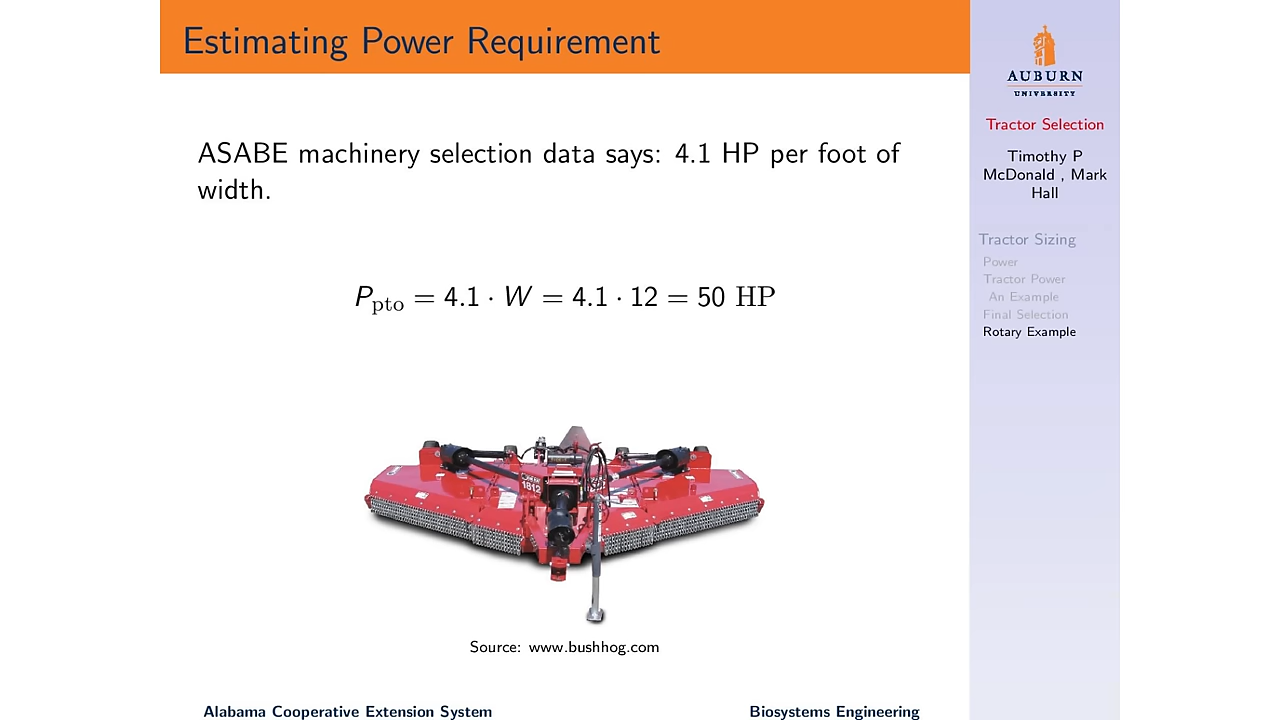 Estimating Power Requirement
ASABE machinery selection data says: 4.1 HP per foot of
width.
P_pto = 4.1 · W = 4.1 · 12 = 50 HP
1812
Source: www.bushhog.com
Alabama Cooperative Extension System
Biosystems Engineering
AUBURN
UNIVERSITY
Tractor Selection
Timothy P
McDonald , Mark
Hall
Tractor Sizing
Power
Tractor Power
An Example
Final Selection
Rotary Example